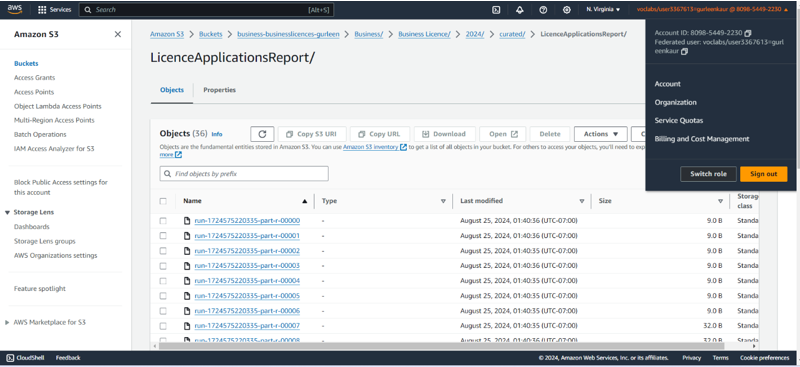 aws
Services
Search
[Alt+S]
N. Virginia
voclabs/user3367613=gurleenkaur @ 8098-5449-2230
Account ID: 8098-5449-2230
Federated user: voclabs/user3367613=gurl
eenkaur
Account
Organization
Service Quotas
Billing and Cost Management
Switch role
Sign out
Amazon S3
Buckets
Access Grants
Access Points
Object Lambda Access Points
Multi-Region Access Points
Batch Operations
IAM Access Analyzer for S3
Block Public Access settings for
this account
Storage Lens
Dashboards
Storage Lens groups
AWS Organizations settings
Feature spotlight
AWS Marketplace for S3
Amazon S3 > Buckets > business-businesslicences-gurleen > Business/ > Business Licence/ > 2024/ > curated/ > LicenceApplicationsReport/
LicenceApplicationsReport/
Objects
Properties
Objects (36) Info
Copy S3 URI
Copy URL
Download
Open
Delete
Actions
Objects are the fundamental entities stored in Amazon S3. You can use Amazon S3 inventory to get a list of all objects in your bucket. For others to access your objects, you'll need to exp
more
Find objects by prefix
Name Type Last modified Size Storage
class
run-1724575220335-part-r-00000 - August 25, 2024, 01:40:36 (UTC-07:00) 9.0 B Standa
run-1724575220335-part-r-00001 - August 25, 2024, 01:40:36 (UTC-07:00) 9.0 B Standa
run-1724575220335-part-r-00002 - August 25, 2024, 01:40:35 (UTC-07:00) 9.0 B Standa
run-1724575220335-part-r-00003 - August 25, 2024, 01:40:36 (UTC-07:00) 9.0 B Standa
run-1724575220335-part-r-00004 - August 25, 2024, 01:40:36 (UTC-07:00) 9.0 B Standa
run-1724575220335-part-r-00005 - August 25, 2024, 01:40:35 (UTC-07:00) 9.0 B Standa
run-1724575220335-part-r-00006 - August 25, 2024, 01:40:35 (UTC-07:00) 9.0 B Standa
run-1724575220335-part-r-00007 - August 25, 2024, 01:40:35 (UTC-07:00) 32.0 B Standa
run-1724575220335-part-r-00008 - August 25, 2024, 01:40:36 (UTC-07:00) 32.0 B Standa
CloudShell
Feedback
© 2024, Amazon Web Services, Inc. or its affiliates.
Privacy
Terms
Cookie preferences